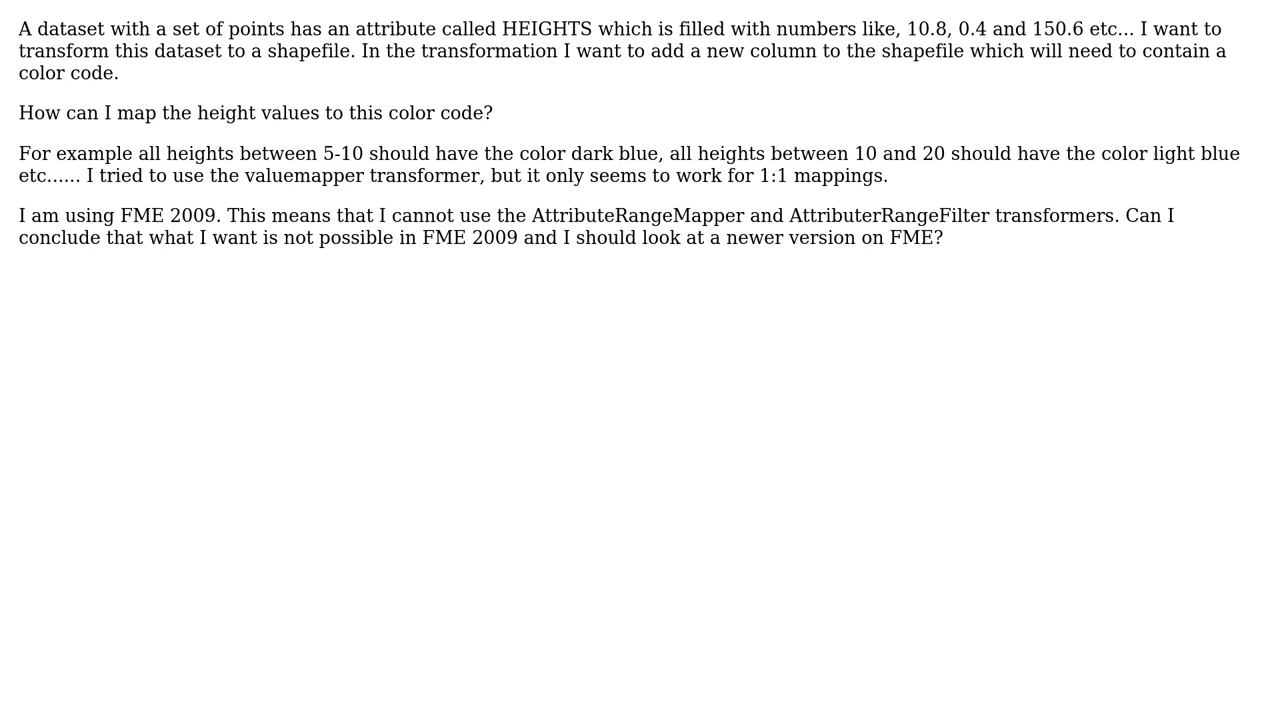 A dataset with a set of points has an attribute called HEIGHTS which is filled with numbers like, 10.8, 0.4 and 150.6 etc... I want to
transform this dataset to a shapefile. In the transformation I want to add a new column to the shapefile which will need to contain a
color code.
How can I map the height values to this color code?
For example all heights between 5-10 should have the color dark blue, all heights between 10 and 20 should have the color light blue
etc...... I tried to use the valuemapper transformer, but it only seems to work for 1:1 mappings.
I am using FME 2009. This means that I cannot use the AttributeRangeMapper and AttributerRangeFilter transformers. Can I
conclude that what I want is not possible in FME 2009 and I should look at a newer version on FME?